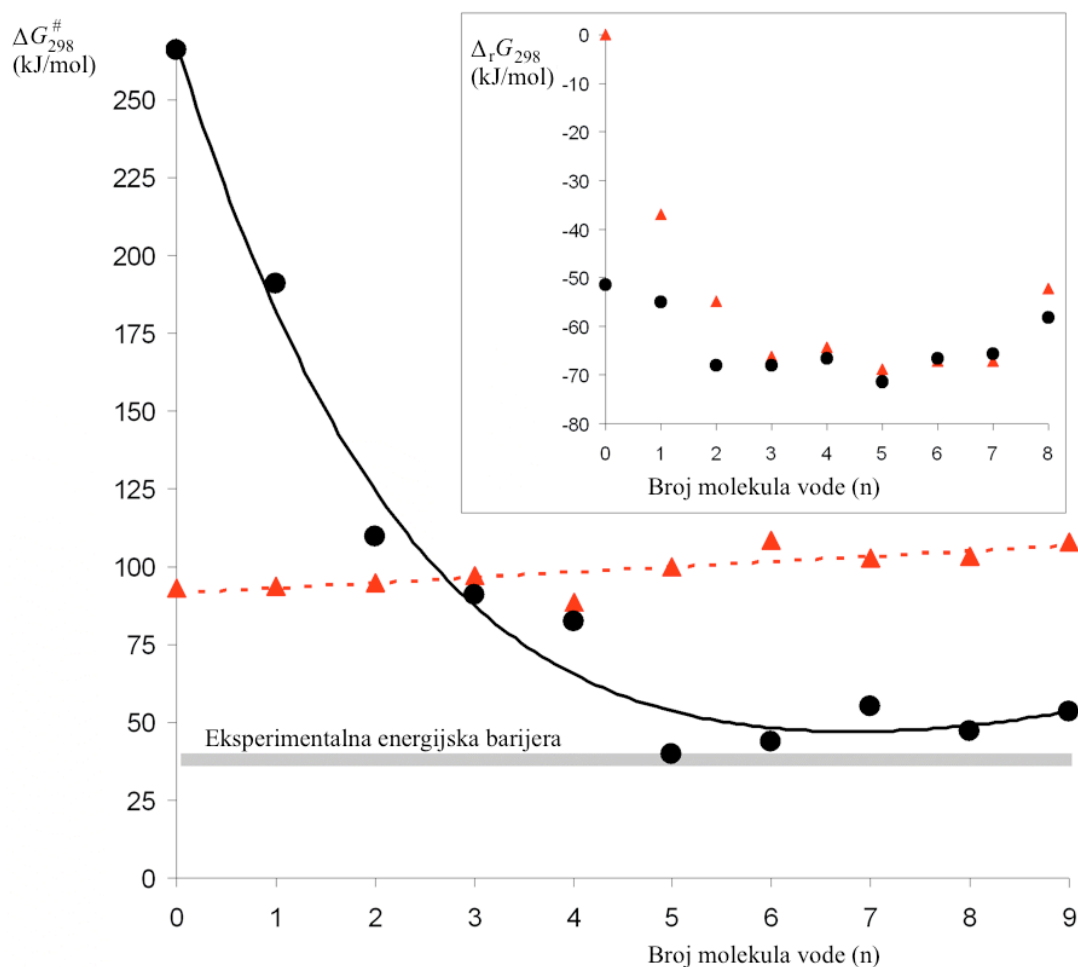 ΔG#298
(kJ/mol)
250
225
200
175
150
125
100
75
50
25
0
Eksperimentalna energijska barijera
0 1 2 3 4 5 6 7 8 9
Broj molekula vode (n)
ΔrG298
(kJ/mol)
0
-10
-20
-30
-40
-50
-60
-70
-80
0 1 2 3 4 5 6 7 8
Broj molekula vode (n)